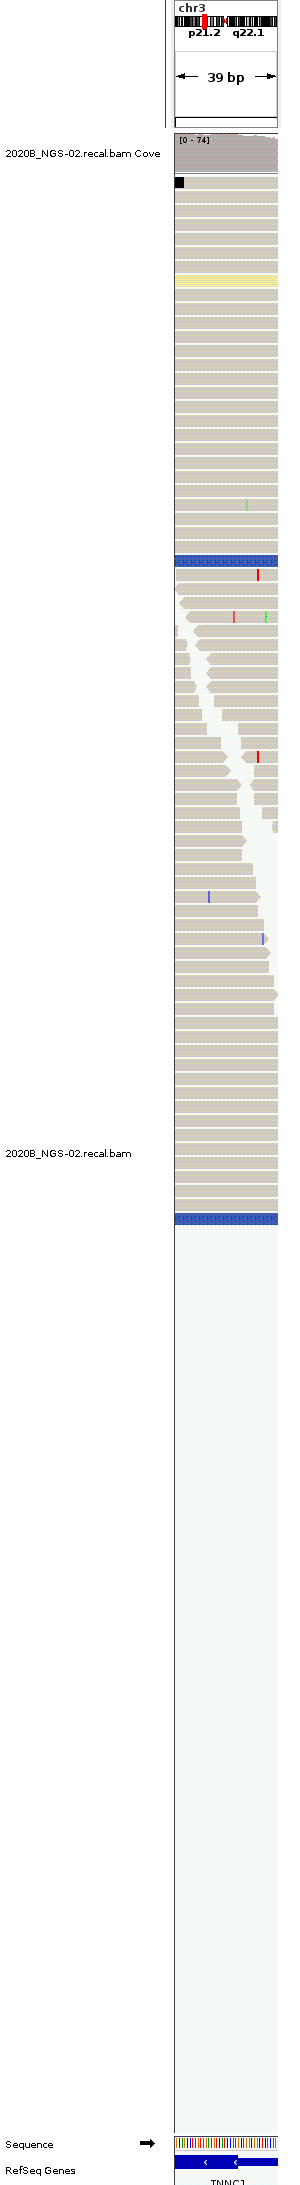 chr3
p21.2 q22.1
39 bp
[0 - 74]
2020B_NGS-02.recal.bam Cove
2020B_NGS-02.recal.bam
Sequence
RefSeq Genes
TNNC1